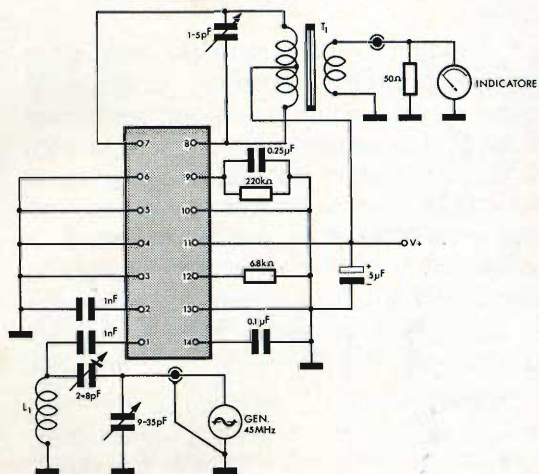 1-5pF
T1
50Ω
INDICATORE
7
8
0.25µF
6
9
220kΩ
5
10
4
11
V+
3
12
6.8kΩ
+
5µF
−
1nF
2
13
1nF
1
14
0.1µF
2÷8pF
L1
9-35pF
GEN.
45MHz